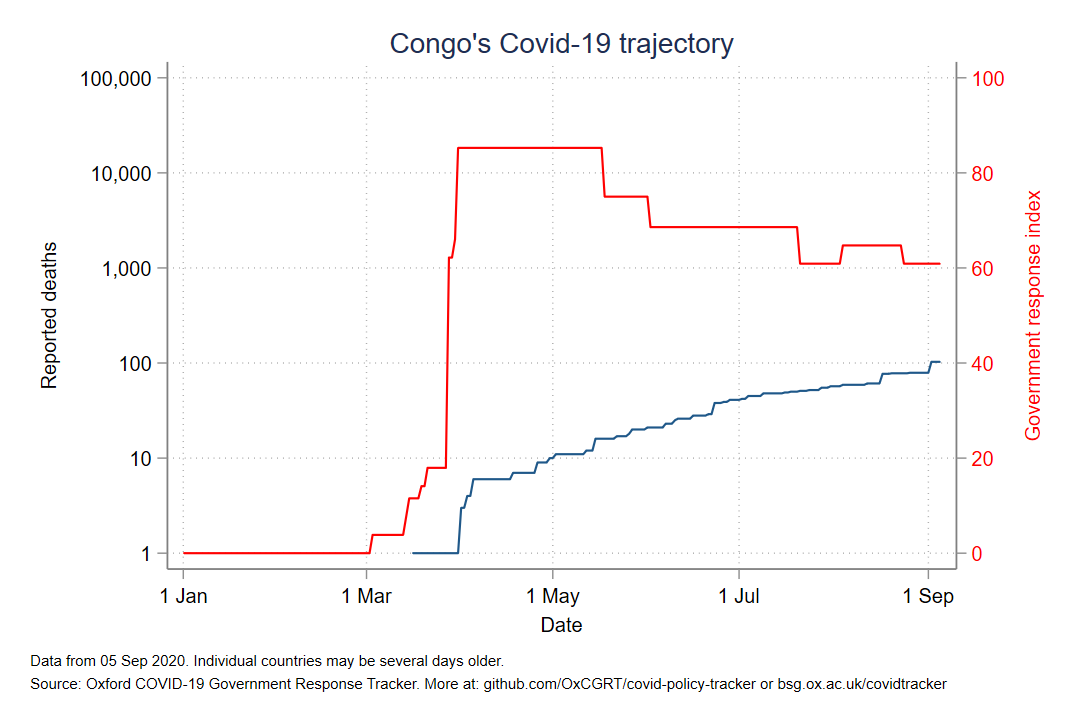 Congo's Covid-19 trajectory
100,000
10,000
1,000
100
10
1
Reported deaths
100
80
60
40
20
0
Government response index
1 Jan 1 Mar 1 May 1 Jul 1 Sep
Date
Data from 05 Sep 2020. Individual countries may be several days older.
Source: Oxford COVID-19 Government Response Tracker. More at: github.com/OxCGRT/covid-policy-tracker or bsg.ox.ac.uk/covidtracker